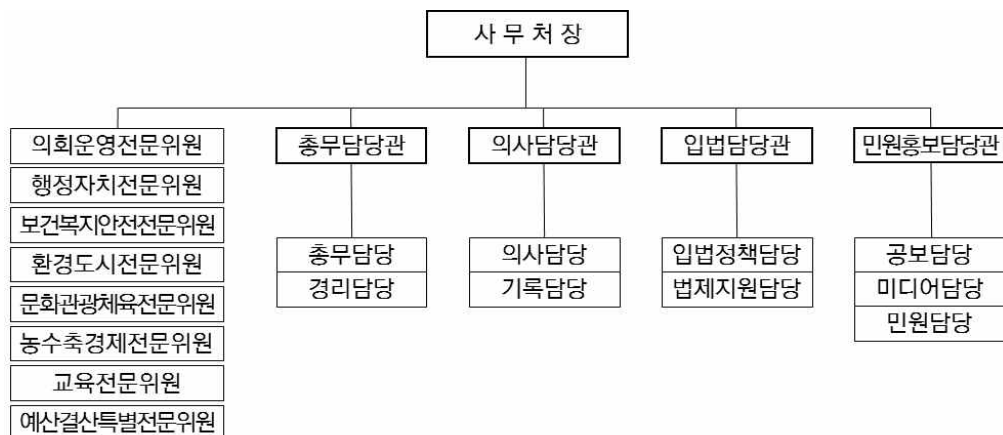 사 무 처 장
의회운영전문위원
행정자치전문위원
보건복지안전전문위원
환경도시전문위원
문화관광체육전문위원
농수축경제전문위원
교육전문위원
예산결산특별전문위원
총무담당관
총무담당
경리담당
의사담당관
의사담당
기록담당
입법담당관
입법정책담당
법제지원담당
민원홍보담당관
공보담당
미디어담당
민원담당